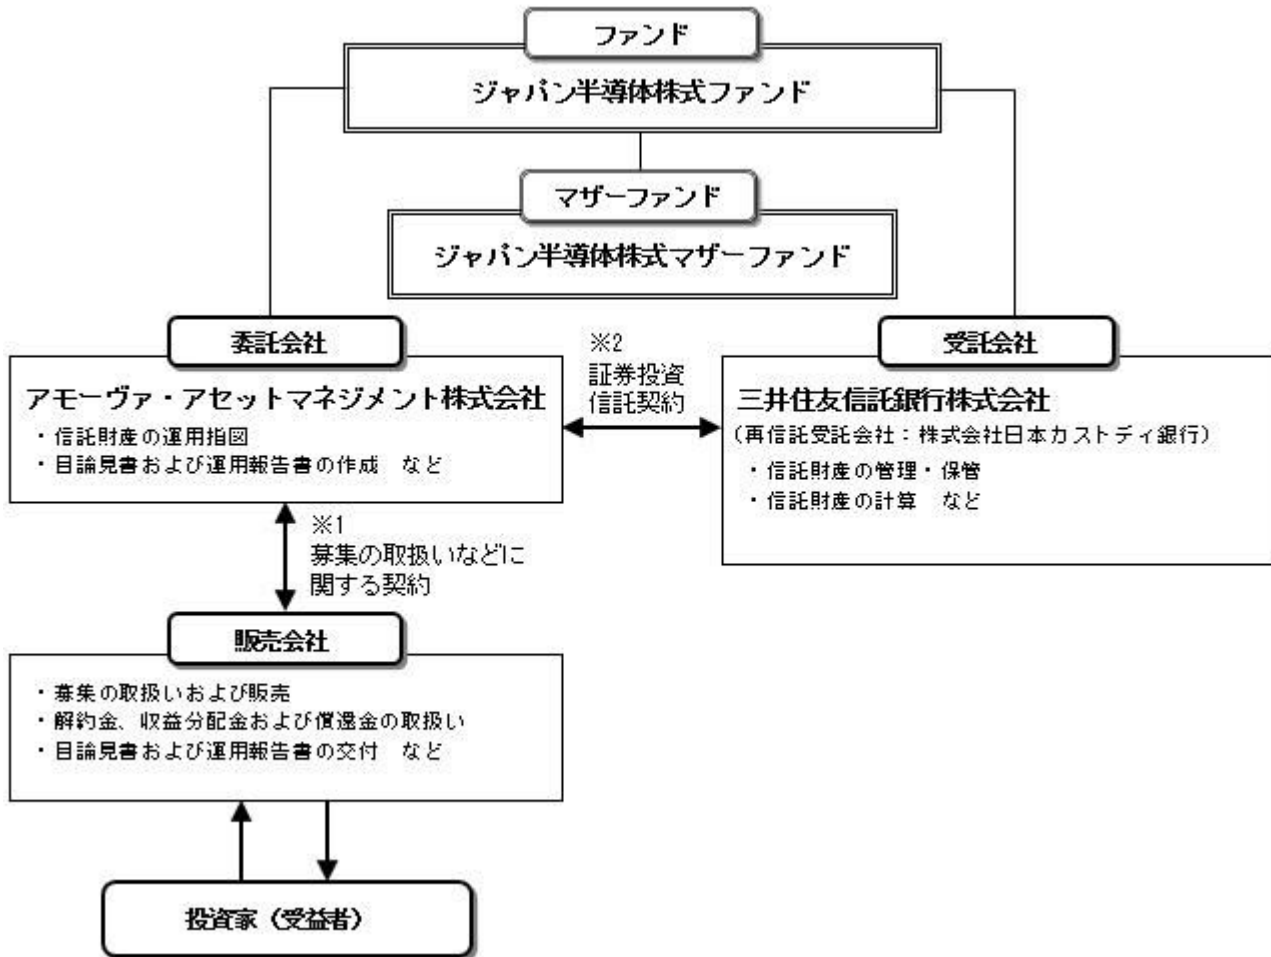 ファンド
ジャパン半導体株式ファンド
マザーファンド
ジャパン半導体株式マザーファンド
委託会社
アモーヴァ・アセットマネジメント株式会社
・信託財産の運用指図
・目論見書および運用報告書の作成 など
※2
証券投資
信託契約
受託会社
三井住友信託銀行株式会社
(再信託受託会社:株式会社日本カストディ銀行)
・信託財産の管理・保管
・信託財産の計算 など
※1
募集の取扱いなどに
関する契約
販売会社
・募集の取扱いおよび販売
・解約金、収益分配金および償還金の取扱い
・目論見書および運用報告書の交付 など
投資家(受益者)